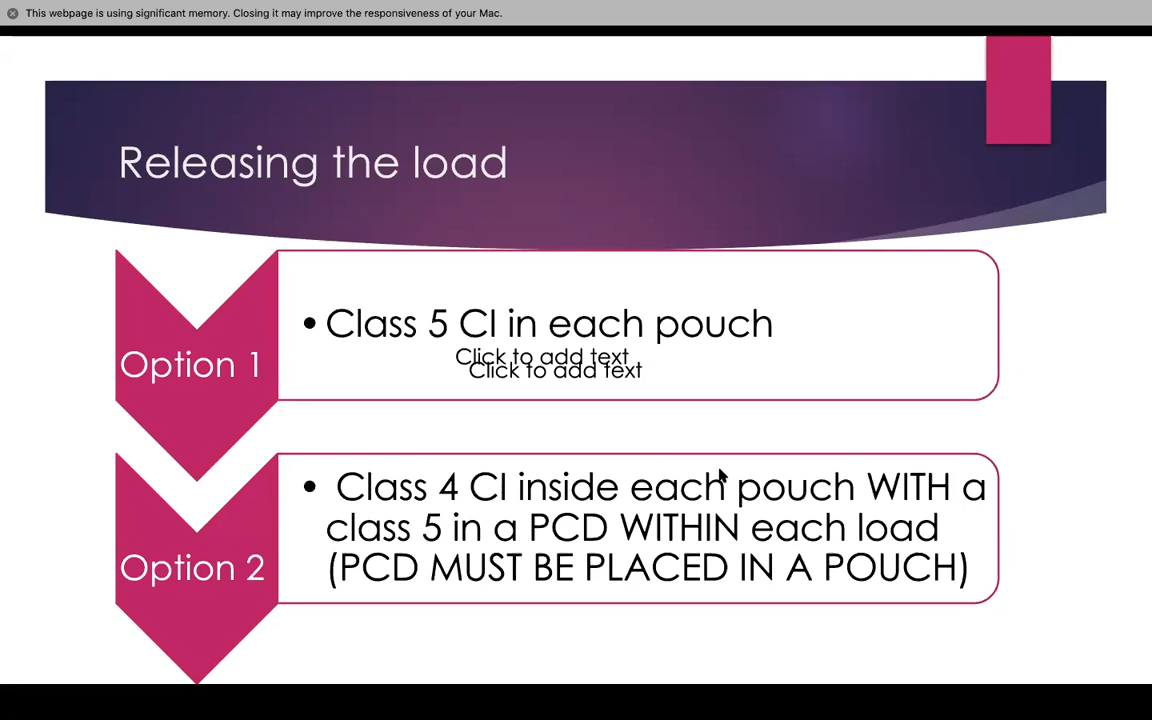 This webpage is using significant memory. Closing it may improve the responsiveness of your Mac.
Releasing the load
Option 1
• Class 5 CI in each pouch
Click to add text
Click to add text
Option 2
• Class 4 CI inside each pouch WITH a
class 5 in a PCD WITHIN each load
(PCD MUST BE PLACED IN A POUCH)